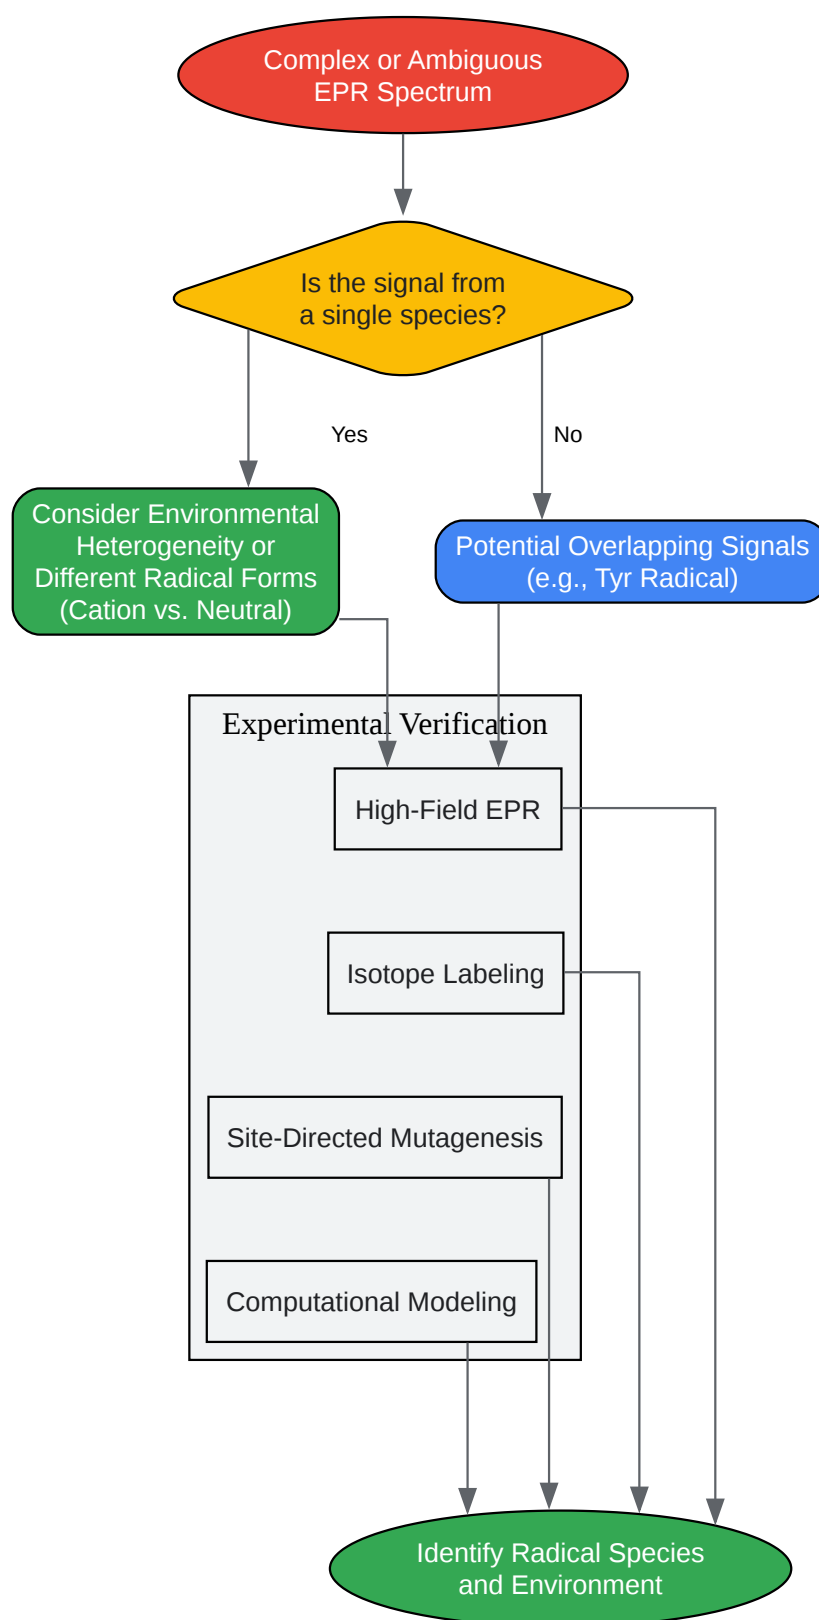 Complex or Ambiguous
EPR Spectrum
Is the signal from
a single species?
Yes
No
Consider Environmental
Heterogeneity or
Different Radical Forms
(Cation vs. Neutral)
Potential Overlapping Signals
(e.g., Tyr Radical)
Experimental Verification
High-Field EPR
Isotope Labeling
Site-Directed Mutagenesis
Computational Modeling
Identify Radical Species
and Environment